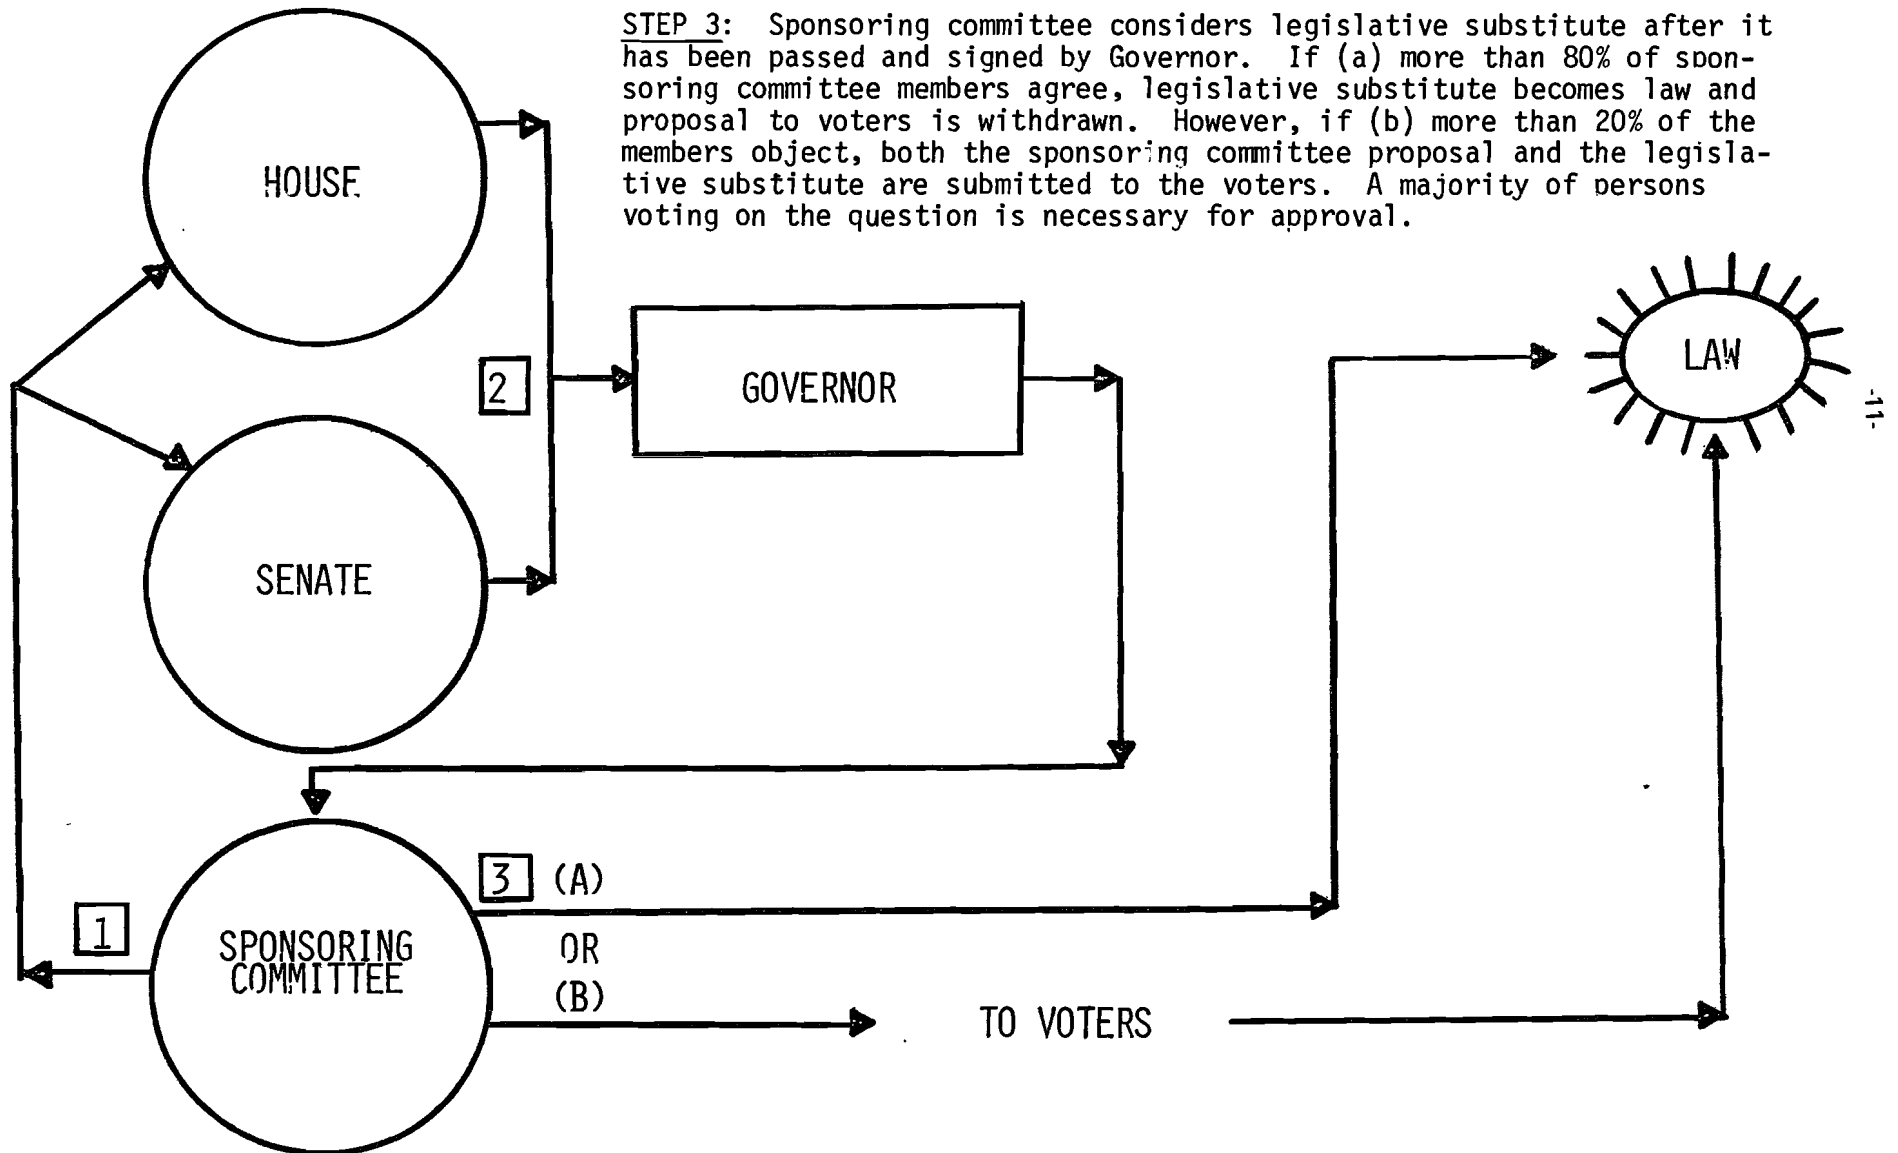 STEP 3: Sponsoring committee considers legislative substitute after it
has been passed and signed by Governor. If (a) more than 80% of spon-
soring committee members agree, legislative substitute becomes law and
proposal to voters is withdrawn. However, if (b) more than 20% of the
members object, both the sponsoring committee proposal and the legisla-
tive substitute are submitted to the voters. A majority of persons
voting on the question is necessary for approval.
HOUSE
2
GOVERNOR
LAW
-11-
SENATE
3 (A)
1
SPONSORING
COMMITTEE
OR
(B)
TO VOTERS